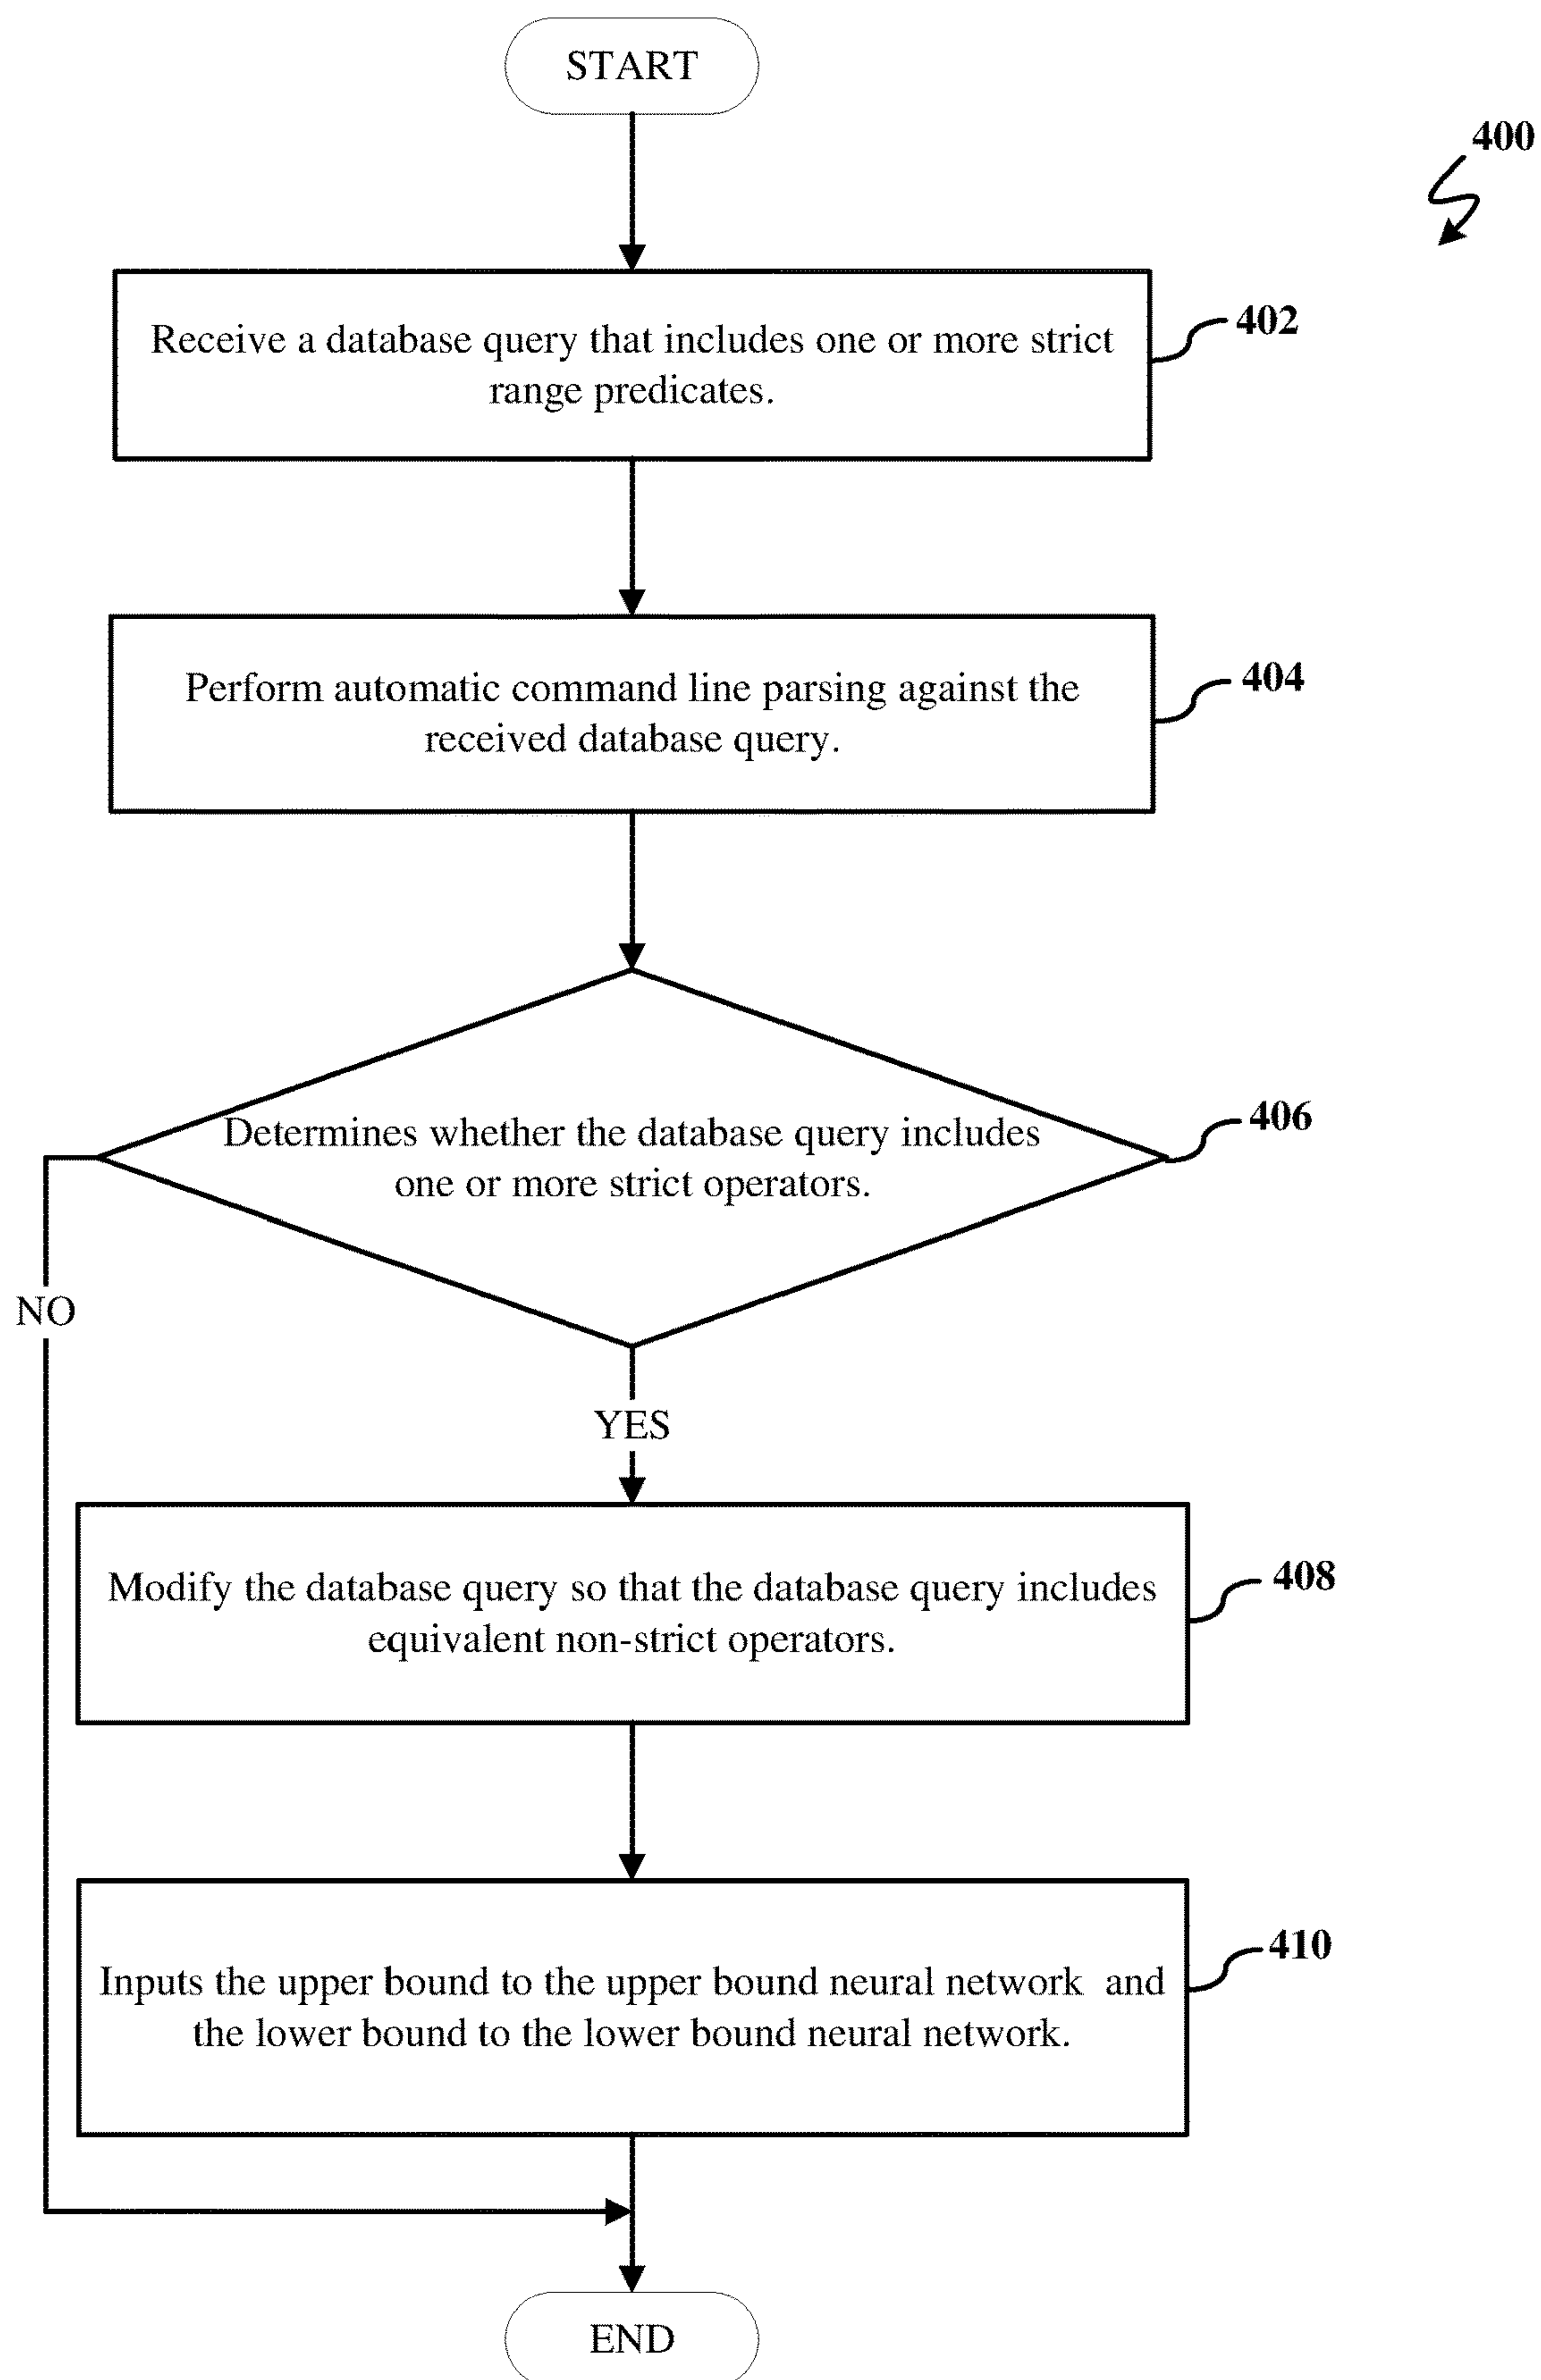 START
400
Receive a database query that includes one or more strict
range predicates.
402
Perform automatic command line parsing against the
received database query.
404
Determines whether the database query includes
one or more strict operators.
406
NO
YES
Modify the database query so that the database query includes
equivalent non-strict operators.
408
Inputs the upper bound to the upper bound neural network and
the lower bound to the lower bound neural network.
410
END